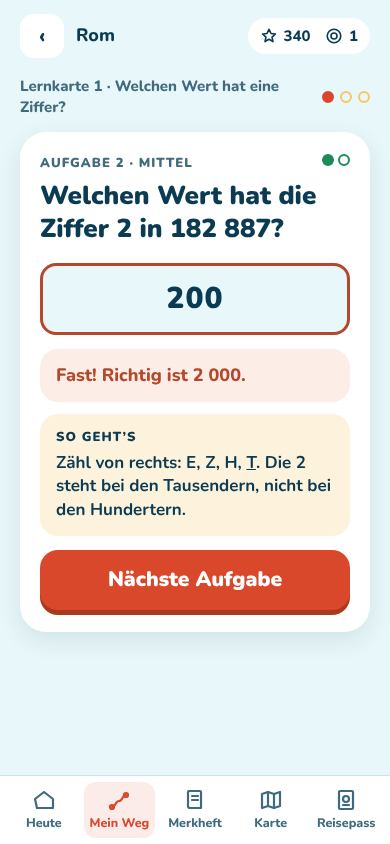 ‹ Rom 340 1
Lernkarte 1 · Welchen Wert hat eine
Ziffer?
AUFGABE 2 · MITTEL
Welchen Wert hat die
Ziffer 2 in 182 887?
200
Fast! Richtig ist 2 000.
SO GEHT'S
Zähl von rechts: E, Z, H, T. Die 2
steht bei den Tausendern, nicht bei
den Hundertern.
Nächste Aufgabe
Heute Mein Weg Merkheft Karte Reisepass